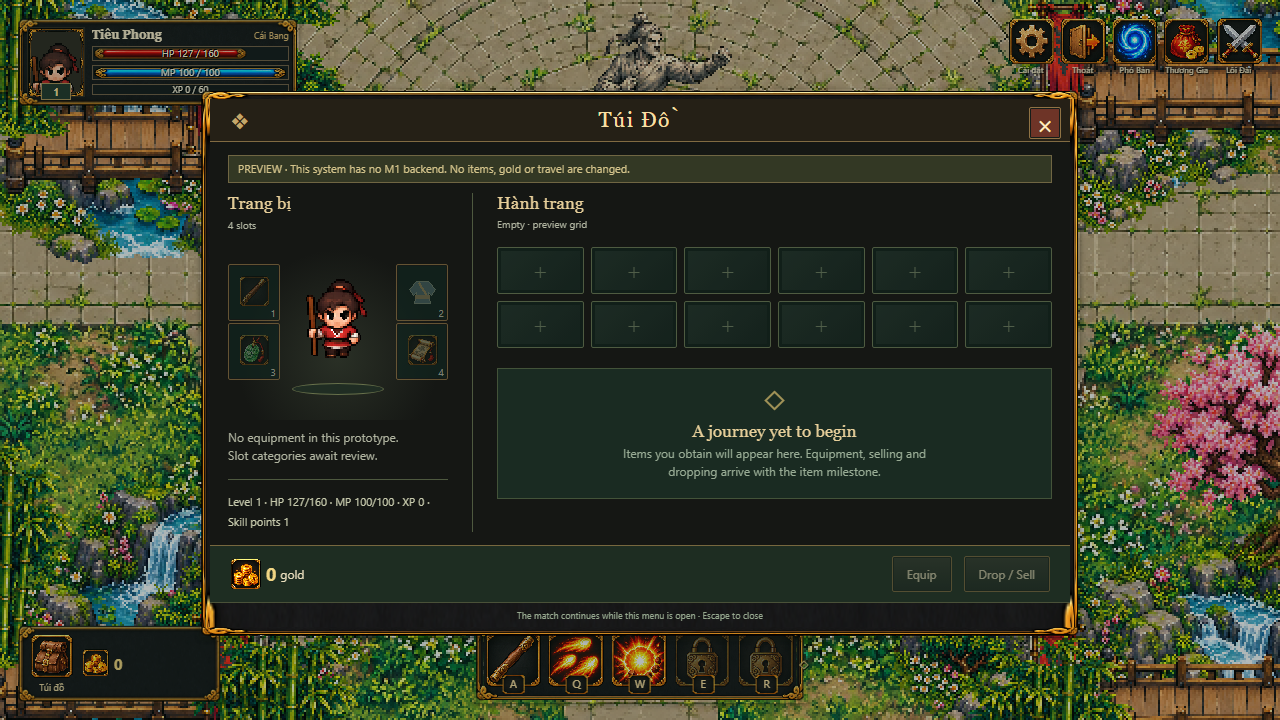 Tiêu Phong
Cái Bang
HP 127 / 160
MP 100 / 100
XP 0 / 60
1
Cài đặt
Thoát
Phó Bản
Thương Gia
Lôi Đài
Túi Đồ
×
PREVIEW · This system has no M1 backend. No items, gold or travel are changed.
Trang bị
4 slots
1
2
3
4
No equipment in this prototype.
Slot categories await review.
Level 1 · HP 127/160 · MP 100/100 · XP 0 ·
Skill points 1
Hành trang
Empty · preview grid
A journey yet to begin
Items you obtain will appear here. Equipment, selling and
dropping arrive with the item milestone.
0 gold
Equip
Drop / Sell
The match continues while this menu is open · Escape to close
0
Túi đồ
A
Q
W
E
R